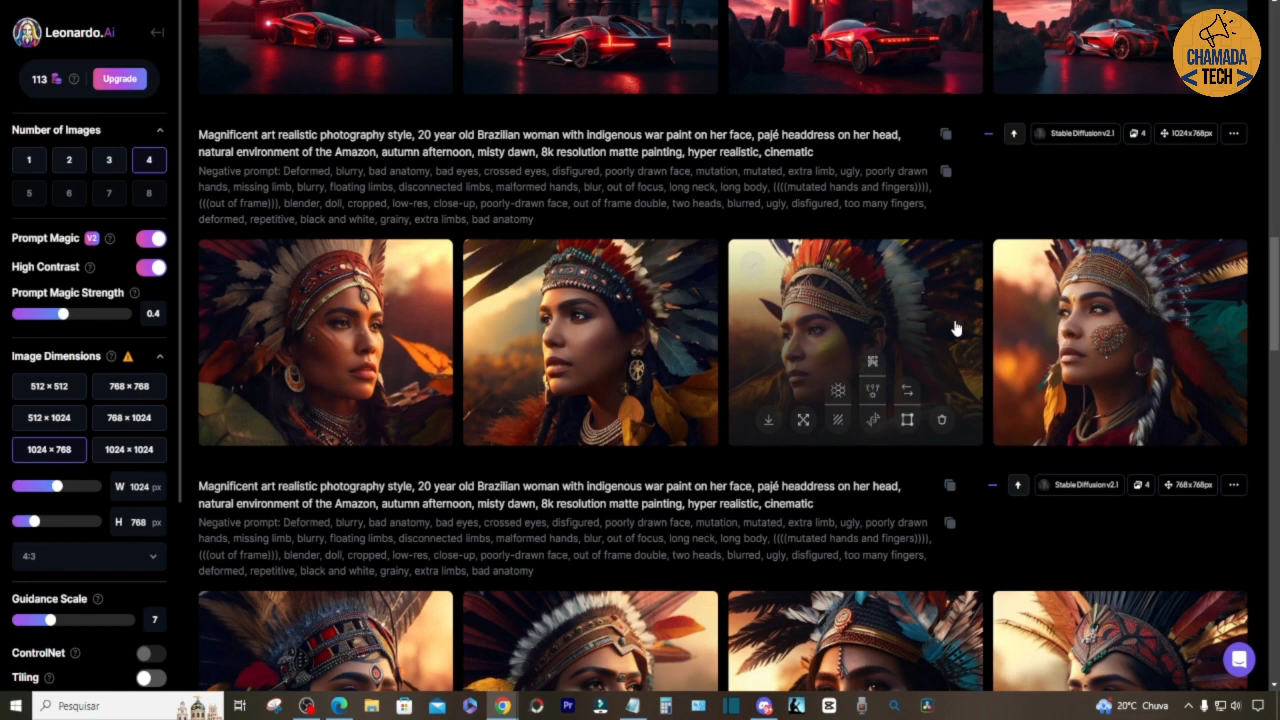 Leonardo.Ai
113
Upgrade
Number of Images
1 2 3 4
5 6 7 8
Prompt Magic V2
High Contrast
Prompt Magic Strength
0.4
Image Dimensions
512 × 512
768 × 768
512 × 1024
768 × 1024
1024 × 768
1024 × 1024
W 1024 px
H 768 px
4:3
Guidance Scale
7
ControlNet
Tiling
CHAMADA
< TECH >
Magnificent art realistic photography style, 20 year old Brazilian woman with indigenous war paint on her face, pajé headdress on her head,
natural environment of the Amazon, autumn afternoon, misty dawn, 8k resolution matte painting, hyper realistic, cinematic
Negative prompt: Deformed, blurry, bad anatomy, bad eyes, crossed eyes, disfigured, poorly drawn face, mutation, mutated, extra limb, ugly, poorly drawn
hands, missing limb, blurry, floating limbs, disconnected limbs, malformed hands, blur, out of focus, long neck, long body, ((((mutated hands and fingers)))),
(((out of frame))), blender, doll, cropped, low-res, close-up, poorly-drawn face, out of frame double, two heads, blurred, ugly, disfigured, too many fingers,
deformed, repetitive, black and white, grainy, extra limbs, bad anatomy
Stable Diffusion v2.1
4
1024 x 768px
Magnificent art realistic photography style, 20 year old Brazilian woman with indigenous war paint on her face, pajé headdress on her head,
natural environment of the Amazon, autumn afternoon, misty dawn, 8k resolution matte painting, hyper realistic, cinematic
Negative prompt: Deformed, blurry, bad anatomy, bad eyes, crossed eyes, disfigured, poorly drawn face, mutation, mutated, extra limb, ugly, poorly drawn
hands, missing limb, blurry, floating limbs, disconnected limbs, malformed hands, blur, out of focus, long neck, long body, ((((mutated hands and fingers)))),
(((out of frame))), blender, doll, cropped, low-res, close-up, poorly-drawn face, out of frame double, two heads, blurred, ugly, disfigured, too many fingers,
deformed, repetitive, black and white, grainy, extra limbs, bad anatomy
Stable Diffusion v2.1
4
768 x 768px
Pesquisar
Pr
20°C Chuva